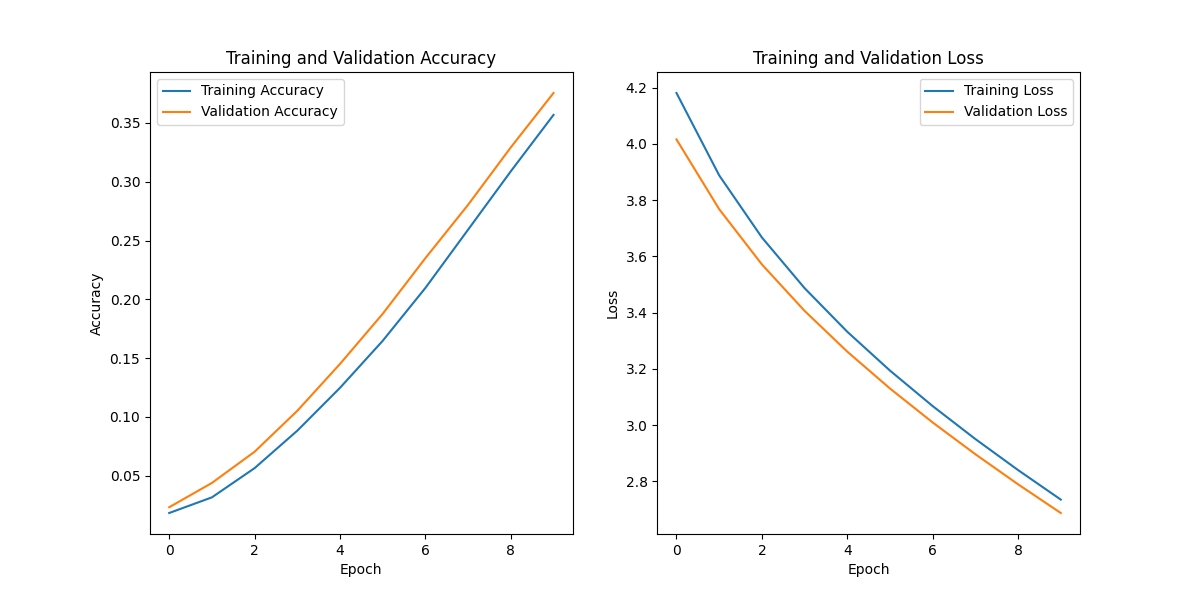 Training and Validation Accuracy
Training Accuracy
Validation Accuracy
0.35
0.30
0.25
0.20
0.15
0.10
0.05
Accuracy
0 2 4 6 8
Epoch
Training and Validation Loss
Training Loss
Validation Loss
4.2
4.0
3.8
3.6
3.4
3.2
3.0
2.8
Loss
0 2 4 6 8
Epoch